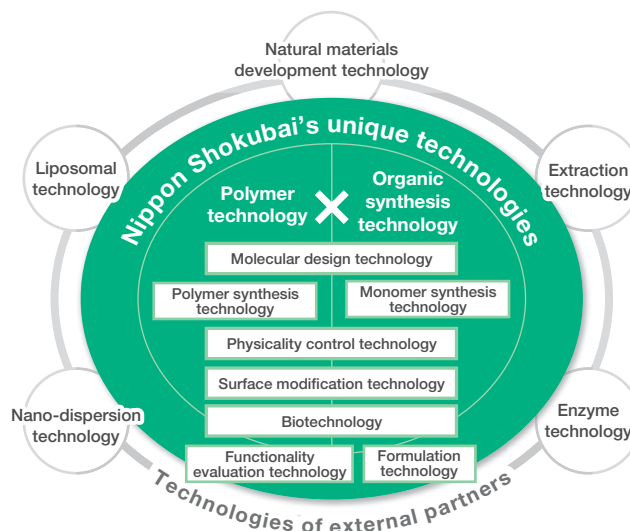 Natural materials
development technology
Nippon Shokubai's unique technologies
Liposomal
technology
Extraction
technology
Polymer
technology
Organic
synthesis
technology
Molecular design technology
Polymer synthesis
technology
Monomer synthesis
technology
Physicality control technology
Surface modification technology
Nano-dispersion
technology
Biotechnology
Enzyme
technology
Functionality
evaluation technology
Formulation
technology
Technologies of external partners